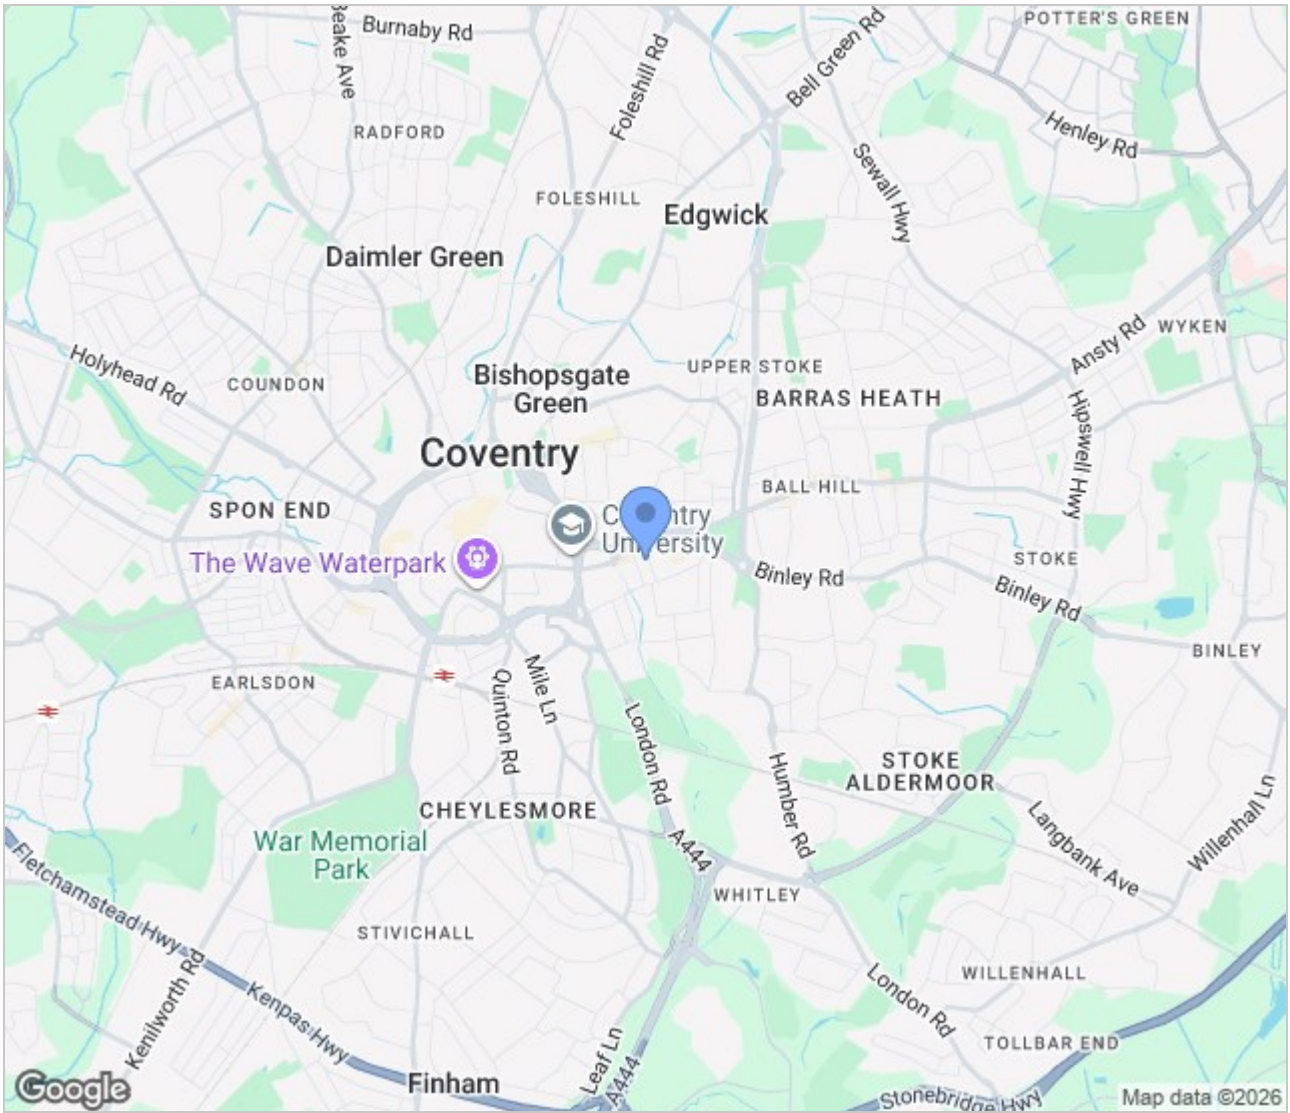 Burnaby Rd
Beake Ave
Foleshill Rd
Bell Green Rd
POTTER'S GREEN
RADFORD
Henley Rd
Sewall Hwy
FOLESHILL
Edgwick
Daimler Green
Ansty Rd
WYKEN
Holyhead Rd
COUNDON
Bishopsgate
Green
UPPER STOKE
BARRAS HEATH
Hipswell Hwy
Coventry
BALL HILL
SPON END
Coventry
University
The Wave Waterpark
Binley Rd
STOKE
Binley Rd
BINLEY
EARLSDON
Quinton Rd
Mile Ln
London Rd
Humber Rd
STOKE
ALDERMOOR
CHEYLESMORE
War Memorial
Park
A444
Langbank Ave
Willenhall Ln
Fletchamstead Hwy
WHITLEY
STIVICHALL
Kenilworth Rd
Kenpas Hwy
WILLENHALL
London Rd
TOLLBAR END
Leaf Ln
A444
Finham
Stonebridge Hwy
Google
Map data ©2026